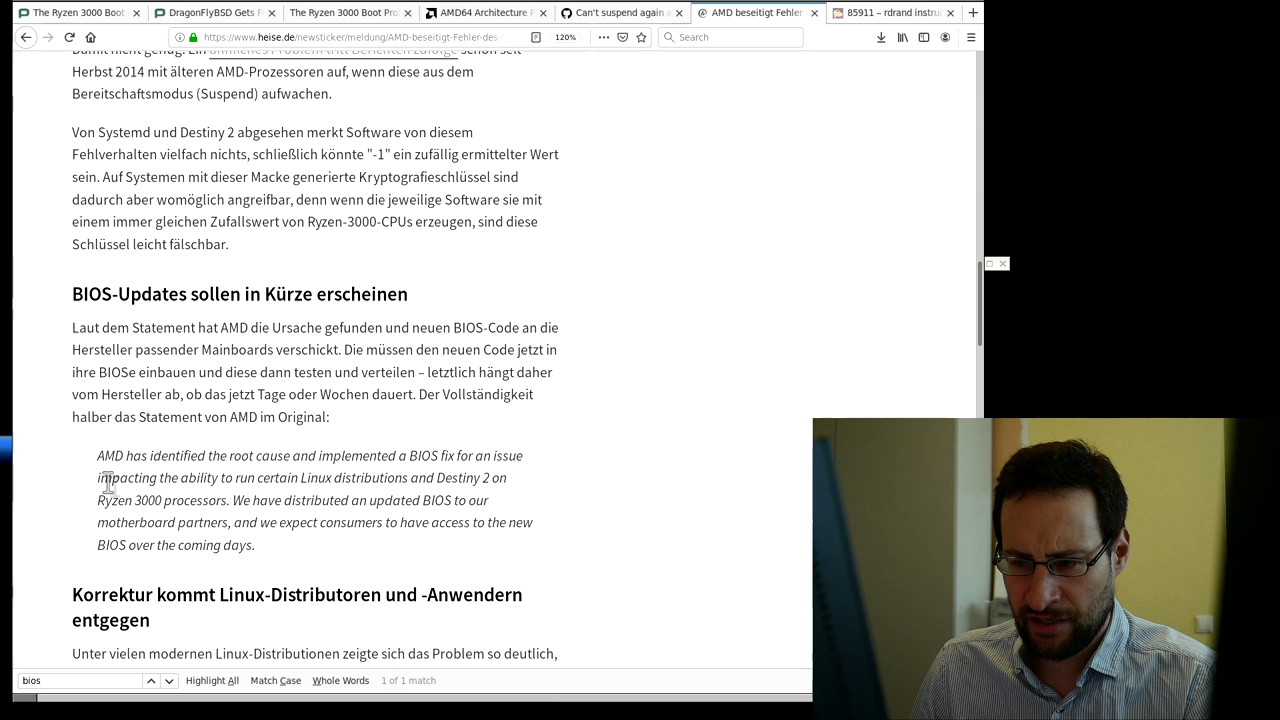 The Ryzen 3000 Boot
DragonFlyBSD Gets F
The Ryzen 3000 Boot Pro
AMD64 Architecture P
Can't suspend again a
AMD beseitigt Fehler
85911 – rdrand instru
https://www.heise.de/newsticker/meldung/AMD-beseitigt-Fehler-des
120%
Search
Damit nicht genug: Ein ähnliches Problem tritt Berichten zufolge schon seit
Herbst 2014 mit älteren AMD-Prozessoren auf, wenn diese aus dem
Bereitschaftsmodus (Suspend) aufwachen.
Von Systemd und Destiny 2 abgesehen merkt Software von diesem
Fehlverhalten vielfach nichts, schließlich könnte "-1" ein zufällig ermittelter Wert
sein. Auf Systemen mit dieser Macke generierte Kryptografieschlüssel sind
dadurch aber womöglich angreifbar, denn wenn die jeweilige Software sie mit
einem immer gleichen Zufallswert von Ryzen-3000-CPUs erzeugen, sind diese
Schlüssel leicht fälschbar.
BIOS-Updates sollen in Kürze erscheinen
Laut dem Statement hat AMD die Ursache gefunden und neuen BIOS-Code an die
Hersteller passender Mainboards verschickt. Die müssen den neuen Code jetzt in
ihre BIOSe einbauen und diese dann testen und verteilen – letztlich hängt daher
vom Hersteller ab, ob das jetzt Tage oder Wochen dauert. Der Vollständigkeit
halber das Statement von AMD im Original:
AMD has identified the root cause and implemented a BIOS fix for an issue
impacting the ability to run certain Linux distributions and Destiny 2 on
Ryzen 3000 processors. We have distributed an updated BIOS to our
motherboard partners, and we expect consumers to have access to the new
BIOS over the coming days.
Korrektur kommt Linux-Distributoren und -Anwendern
entgegen
Unter vielen modernen Linux-Distributionen zeigte sich das Problem so deutlich,
bios
Highlight All
Match Case
Whole Words
1 of 1 match